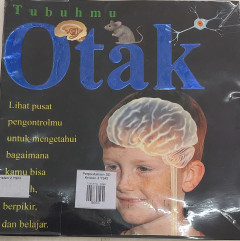 Tubuhmu
Otak
Lihat pusat
pengontrolmu
untuk mengetahui
bagaimana
kamu bisa
berpikir,
dan belajar.